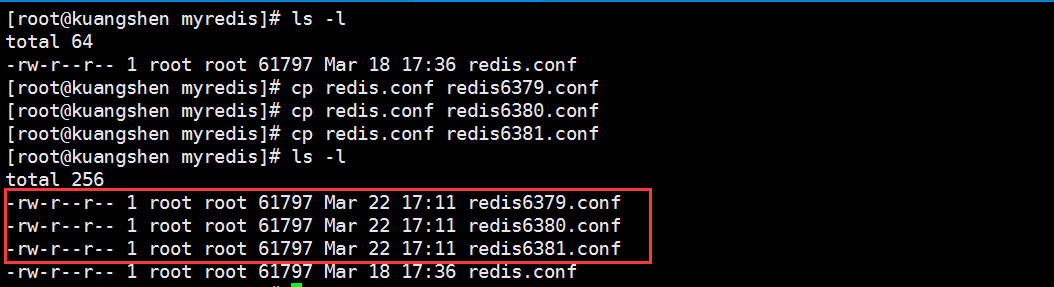 [root@kuangshen myredis]# ls -l
total 64
-rw-r--r-- 1 root root 61797 Mar 18 17:36 redis.conf
[root@kuangshen myredis]# cp redis.conf redis6379.conf
[root@kuangshen myredis]# cp redis.conf redis6380.conf
[root@kuangshen myredis]# cp redis.conf redis6381.conf
[root@kuangshen myredis]# ls -l
total 256
-rw-r--r-- 1 root root 61797 Mar 22 17:11 redis6379.conf
-rw-r--r-- 1 root root 61797 Mar 22 17:11 redis6380.conf
-rw-r--r-- 1 root root 61797 Mar 22 17:11 redis6381.conf
-rw-r--r-- 1 root root 61797 Mar 18 17:36 redis.conf